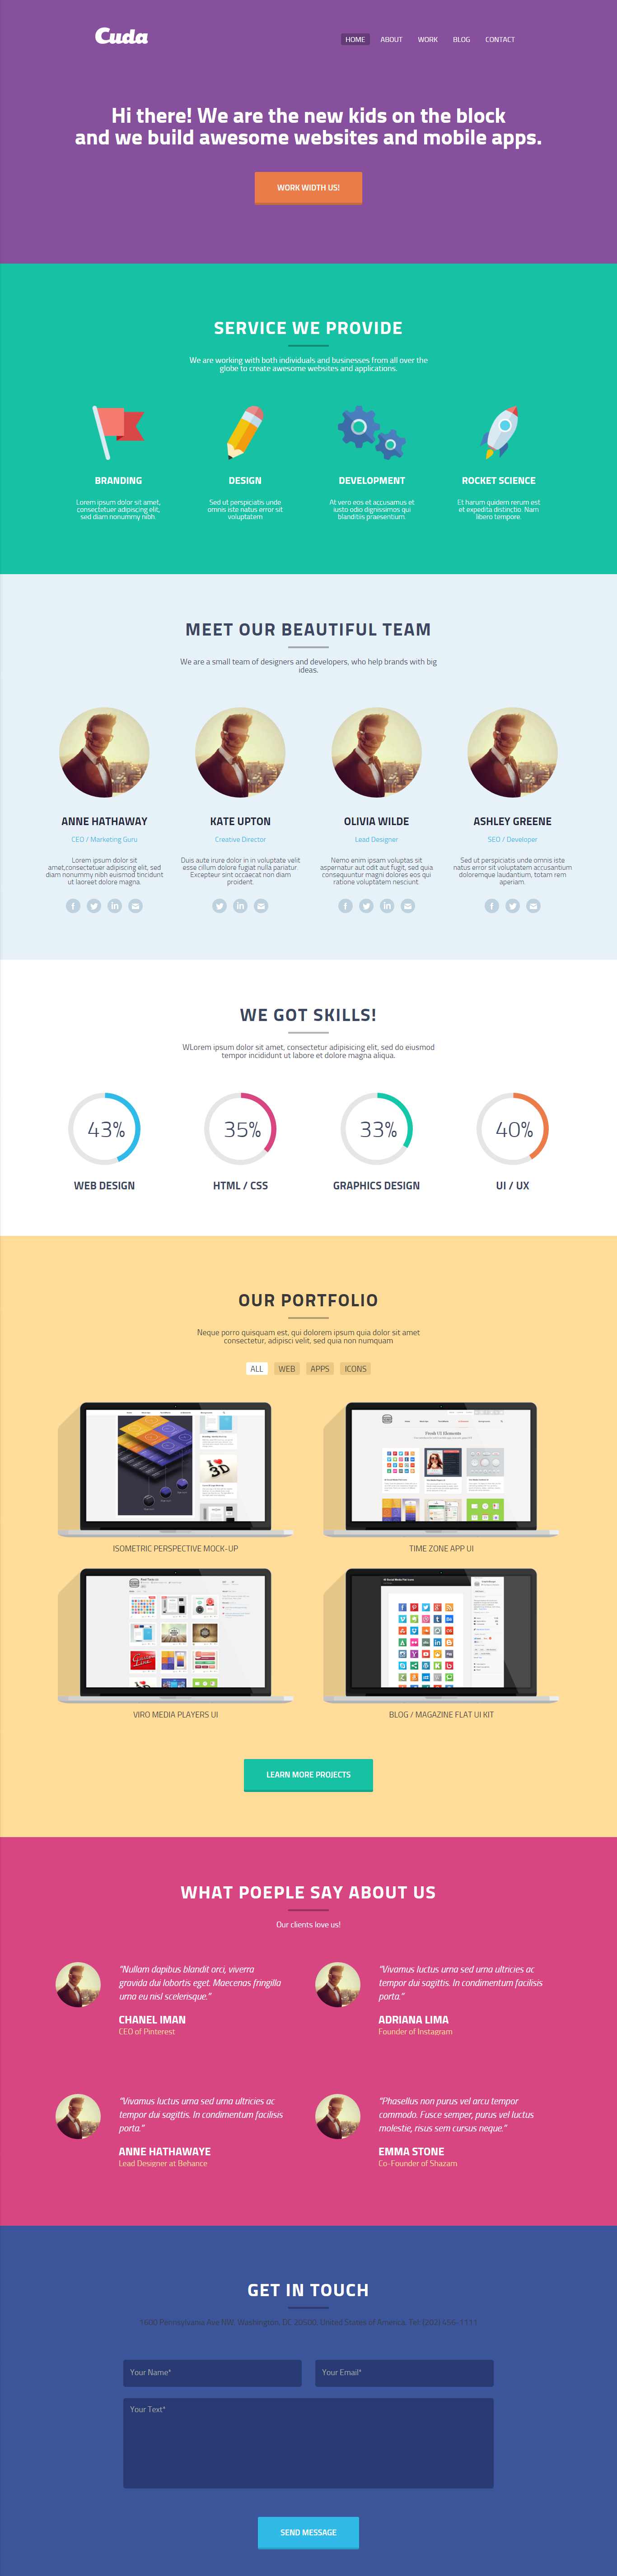 Cuda
HOME ABOUT WORK BLOG CONTACT
Hi there! We are the new kids on the block
and we build awesome websites and mobile apps.
WORK WIDTH US!
SERVICE WE PROVIDE
We are working with both individuals and businesses from all over the
globe to create awesome websites and applications.
BRANDING
Lorem ipsum dolor sit amet,
consectetuer adipiscing elit,
sed diam nonummy nibh.
DESIGN
Sed ut perspiciatis unde
omnis iste natus error sit
voluptatem
DEVELOPMENT
At vero eos et accusamus et
iusto odio dignissimos qui
blanditiis praesentium.
ROCKET SCIENCE
Et harum quidem rerum est
et expedita distinctio. Nam
libero tempore.
MEET OUR BEAUTIFUL TEAM
We are a small team of designers and developers, who help brands with big
ideas.
ANNE HATHAWAY
CEO / Marketing Guru
Lorem ipsum dolor sit
amet,consectetuer adipiscing elit, sed
diam nonummy nibh euismod tincidunt
ut laoreet dolore magna.
KATE UPTON
Creative Director
Duis aute irure dolor in in voluptate velit
esse cillum dolore fugiat nulla pariatur.
Excepteur sint occaecat non diam
proident.
OLIVIA WILDE
Lead Designer
Nemo enim ipsam voluptas sit
aspernatur aut odit aut fugit, sed quia
consequuntur magni dolores eos qui
ratione voluptatem nesciunt.
ASHLEY GREENE
SEO / Developer
Sed ut perspiciatis unde omnis iste
natus error sit voluptatem accusantium
doloremque laudantium, totam rem
aperiam.
WE GOT SKILLS!
WLorem ipsum dolor sit amet, consectetur adipisicing elit, sed do eiusmod
tempor incididunt ut labore et dolore magna aliqua.
43%
WEB DESIGN
35%
HTML / CSS
33%
GRAPHICS DESIGN
40%
UI / UX
OUR PORTFOLIO
Neque porro quisquam est, qui dolorem ipsum quia dolor sit amet
consectetur, adipisci velit, sed quia non numquam
ALL WEB APPS ICONS
I 3D
ISOMETRIC PERSPECTIVE MOCK-UP
Fresh UI Elements
TIME ZONE APP UI
VIRO MEDIA PLAYERS UI
BLOG / MAGAZINE FLAT UI KIT
LEARN MORE PROJECTS
WHAT POEPLE SAY ABOUT US
Our clients love us!
"Nullam dapibus blandit orci, viverra
gravida dui lobortis eget. Maecenas fringilla
urna eu nisl scelerisque."
CHANEL IMAN
CEO of Pinterest
"Vivamus luctus urna sed urna ultricies ac
tempor dui sagittis. In condimentum facilisis
porta."
ADRIANA LIMA
Founder of Instagram
"Vivamus luctus urna sed urna ultricies ac
tempor dui sagittis. In condimentum facilisis
porta."
ANNE HATHAWAYE
Lead Designer at Behance
"Phasellus non purus vel arcu tempor
commodo. Fusce semper, purus vel luctus
molestie, risus sem cursus neque."
EMMA STONE
Co-Founder of Shazam
GET IN TOUCH
1600 Pennsylvania Ave NW, Washington, DC 20500, United States of America. Tel: (202) 456-1111
Your Name*
Your Email*
Your Text*
SEND MESSAGE